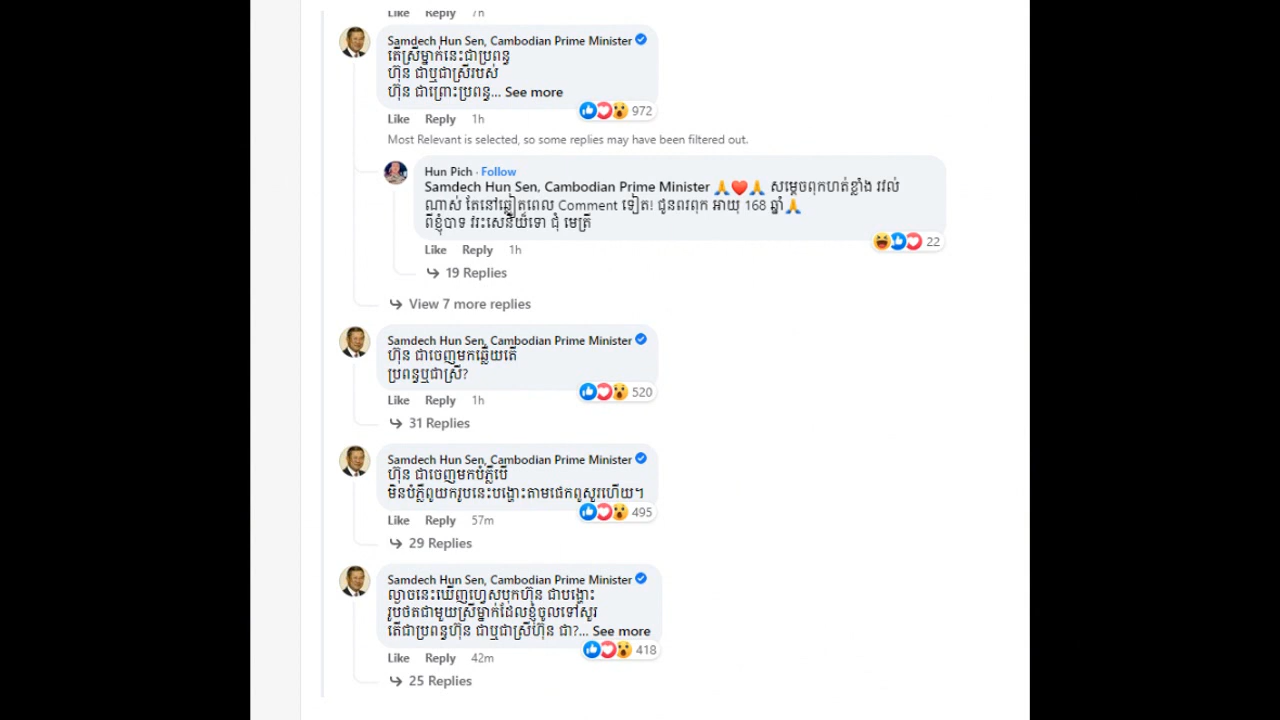 Like Reply 7h
Samdech Hun Sen, Cambodian Prime Minister
តើស្រីម្នាក់នេះជាប្រពន្ធ
ហ៊ុន ជាឬជាស្រីរបស់
ហ៊ុន ជាព្រោះប្រពន្ធ... See more
972
Like Reply 1h
Most Relevant is selected, so some replies may have been filtered out.
Hun Pich · Follow
Samdech Hun Sen, Cambodian Prime Minister 🙏❤️🙏 សម្តេចពុកហត់ខ្លាំង រវល់
ណាស់ តែនៅឆ្លៀតពេល Comment ទៀត! ជូនពរពុក អាយុ 168 ឆ្នាំ🙏
ពីខ្ញុំបាទ វរះសេនីយ៍ទោ ជុំ មេត្រី
22
Like Reply 1h
19 Replies
View 7 more replies
Samdech Hun Sen, Cambodian Prime Minister
ហ៊ុន ជាចេញមកឆ្លើយតើ
ប្រពន្ធឬជាស្រី?
520
Like Reply 1h
31 Replies
Samdech Hun Sen, Cambodian Prime Minister
ហ៊ុន ជាចេញមកបំភ្លឺបើ
មិនបំភ្លឺពូយករូបនេះបង្ហោះតាមផេកពូសួរហើយ។
495
Like Reply 57m
29 Replies
Samdech Hun Sen, Cambodian Prime Minister
ល្ងាចនេះឃើញហ្វេសប៊ុកហ៊ុន ជាបង្ហោះ
រូបថតជាមួយស្រីម្នាក់ដែលខ្ញុំចូលទៅសួរ
តើជាប្រពន្ធហ៊ុន ជាឬជាស្រីហ៊ុន ជា?... See more
418
Like Reply 42m
25 Replies